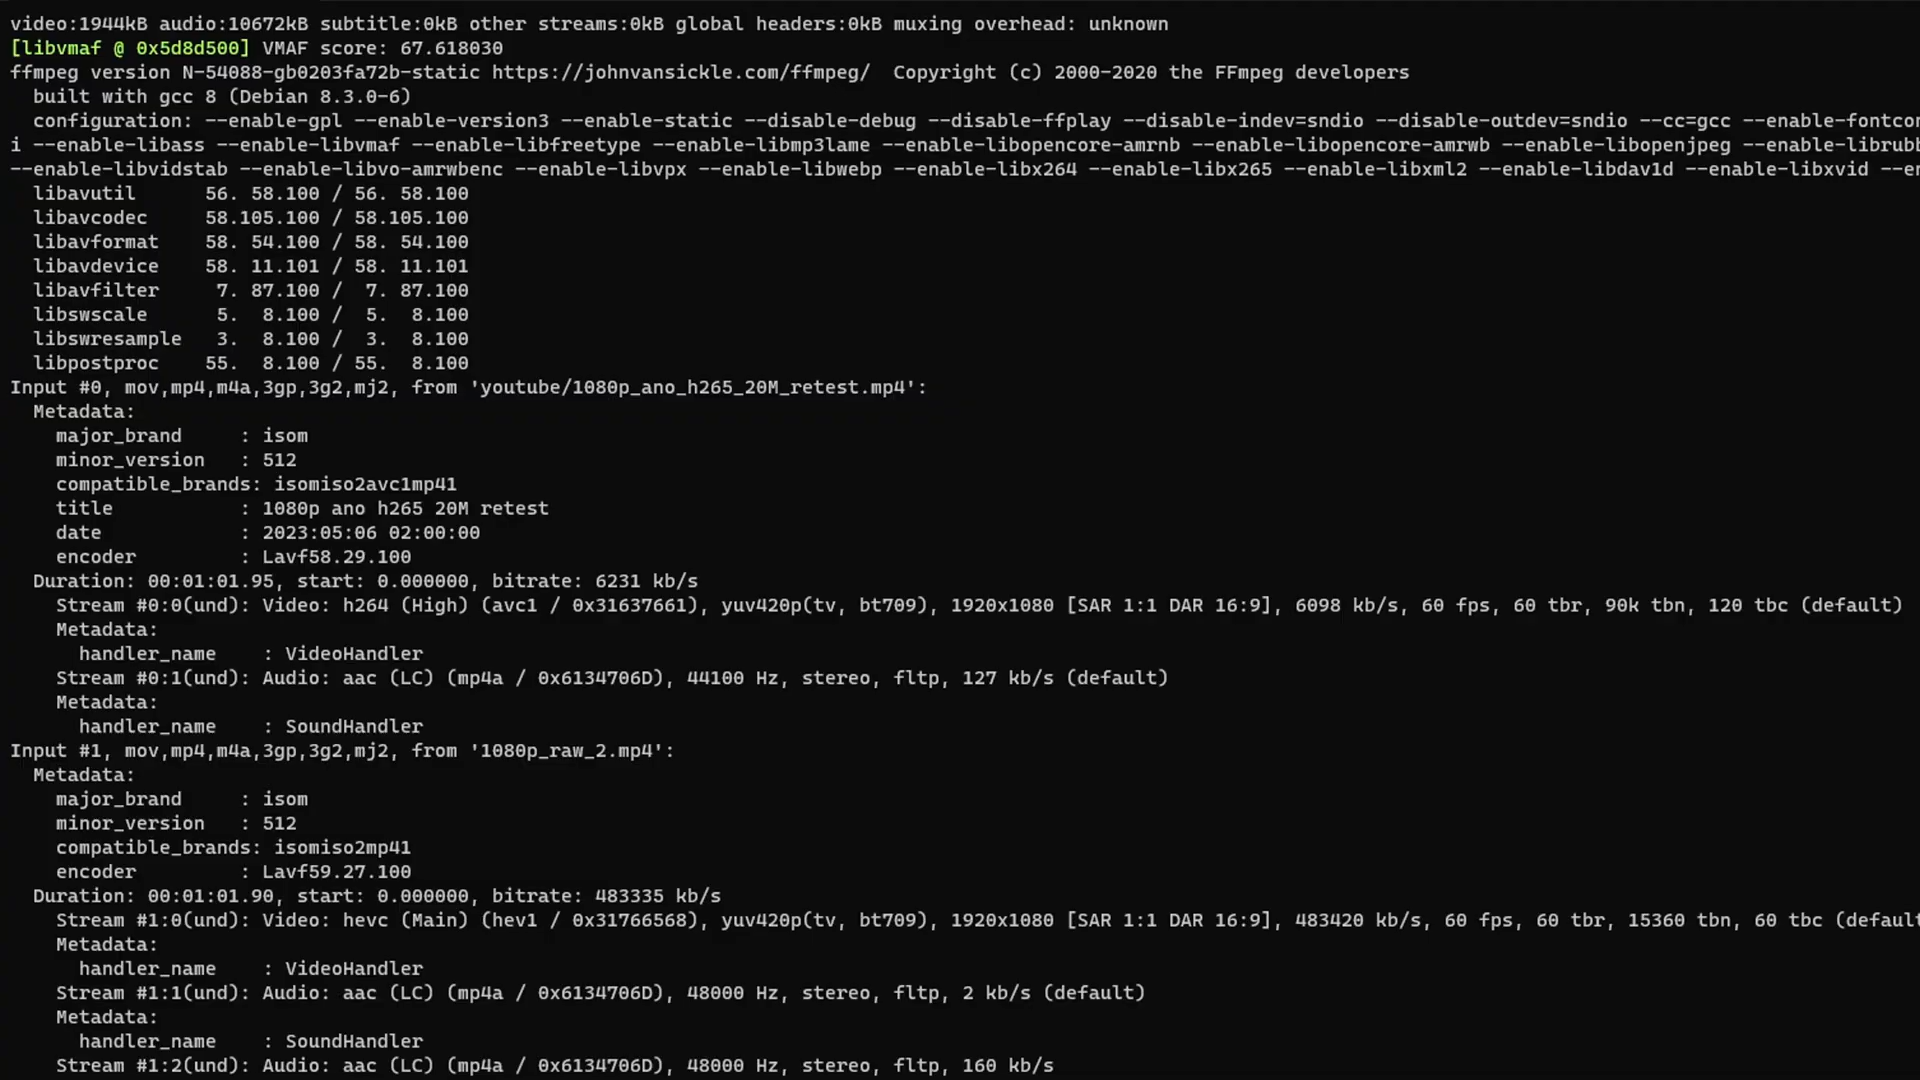 video:1944kB audio:10672kB subtitle:0kB other streams:0kB global headers:0kB muxing overhead: unknown
[libvmaf @ 0x5d8d500] VMAF score: 67.618030
ffmpeg version N-54088-gb0203fa72b-static https://johnvansickle.com/ffmpeg/  Copyright (c) 2000-2020 the FFmpeg developers
  built with gcc 8 (Debian 8.3.0-6)
  configuration: --enable-gpl --enable-version3 --enable-static --disable-debug --disable-ffplay --disable-indev=sndio --disable-outdev=sndio --cc=gcc --enable-fontcon
i --enable-libass --enable-libvmaf --enable-libfreetype --enable-libmp3lame --enable-libopencore-amrnb --enable-libopencore-amrwb --enable-libopenjpeg --enable-librubb
--enable-libvidstab --enable-libvo-amrwbenc --enable-libvpx --enable-libwebp --enable-libx264 --enable-libx265 --enable-libxml2 --enable-libdav1d --enable-libxvid --en
  libavutil      56. 58.100 / 56. 58.100
  libavcodec     58.105.100 / 58.105.100
  libavformat    58. 54.100 / 58. 54.100
  libavdevice    58. 11.101 / 58. 11.101
  libavfilter     7. 87.100 /  7. 87.100
  libswscale      5.  8.100 /  5.  8.100
  libswresample   3.  8.100 /  3.  8.100
  libpostproc    55.  8.100 / 55.  8.100
Input #0, mov,mp4,m4a,3gp,3g2,mj2, from 'youtube/1080p_ano_h265_20M_retest.mp4':
  Metadata:
    major_brand     : isom
    minor_version   : 512
    compatible_brands: isomiso2avc1mp41
    title           : 1080p ano h265 20M retest
    date            : 2023:05:06 02:00:00
    encoder         : Lavf58.29.100
  Duration: 00:01:01.95, start: 0.000000, bitrate: 6231 kb/s
    Stream #0:0(und): Video: h264 (High) (avc1 / 0x31637661), yuv420p(tv, bt709), 1920x1080 [SAR 1:1 DAR 16:9], 6098 kb/s, 60 fps, 60 tbr, 90k tbn, 120 tbc (default)
    Metadata:
      handler_name    : VideoHandler
    Stream #0:1(und): Audio: aac (LC) (mp4a / 0x6134706D), 44100 Hz, stereo, fltp, 127 kb/s (default)
    Metadata:
      handler_name    : SoundHandler
Input #1, mov,mp4,m4a,3gp,3g2,mj2, from '1080p_raw_2.mp4':
  Metadata:
    major_brand     : isom
    minor_version   : 512
    compatible_brands: isomiso2mp41
    encoder         : Lavf59.27.100
  Duration: 00:01:01.90, start: 0.000000, bitrate: 483335 kb/s
    Stream #1:0(und): Video: hevc (Main) (hev1 / 0x31766568), yuv420p(tv, bt709), 1920x1080 [SAR 1:1 DAR 16:9], 483420 kb/s, 60 fps, 60 tbr, 15360 tbn, 60 tbc (default
    Metadata:
      handler_name    : VideoHandler
    Stream #1:1(und): Audio: aac (LC) (mp4a / 0x6134706D), 48000 Hz, stereo, fltp, 2 kb/s (default)
    Metadata:
      handler_name    : SoundHandler
    Stream #1:2(und): Audio: aac (LC) (mp4a / 0x6134706D), 48000 Hz, stereo, fltp, 160 kb/s